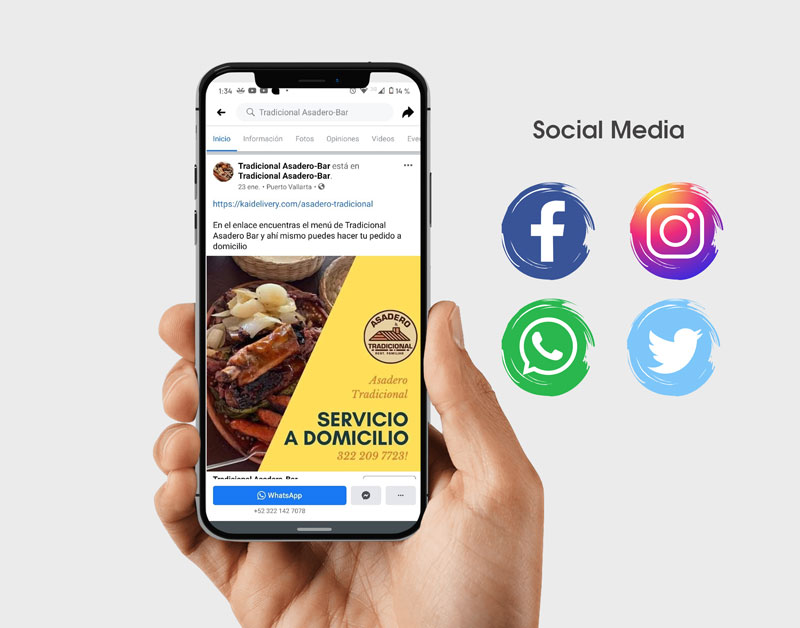 1:34
14 %
Tradicional Asadero-Bar
Inicio Información Fotos Opiniones Videos Eve
Tradicional Asadero-Bar está en
Tradicional Asadero-Bar.
23 ene. • Puerto Vallarta •
https://kaidelivery.com/asadero-tradicional
En el enlace encuentras el menú de Tradicional
Asadero Bar y ahí mismo puedes hacer tu pedido a
domicilio
ASADERO
TRADICIONAL
REST. FAMILIAR
Asadero
Tradicional
SERVICIO
A DOMICILIO
322 209 7723!
Tradicional Asadero-Bar
WhatsApp
+52 322 142 7078
Social Media